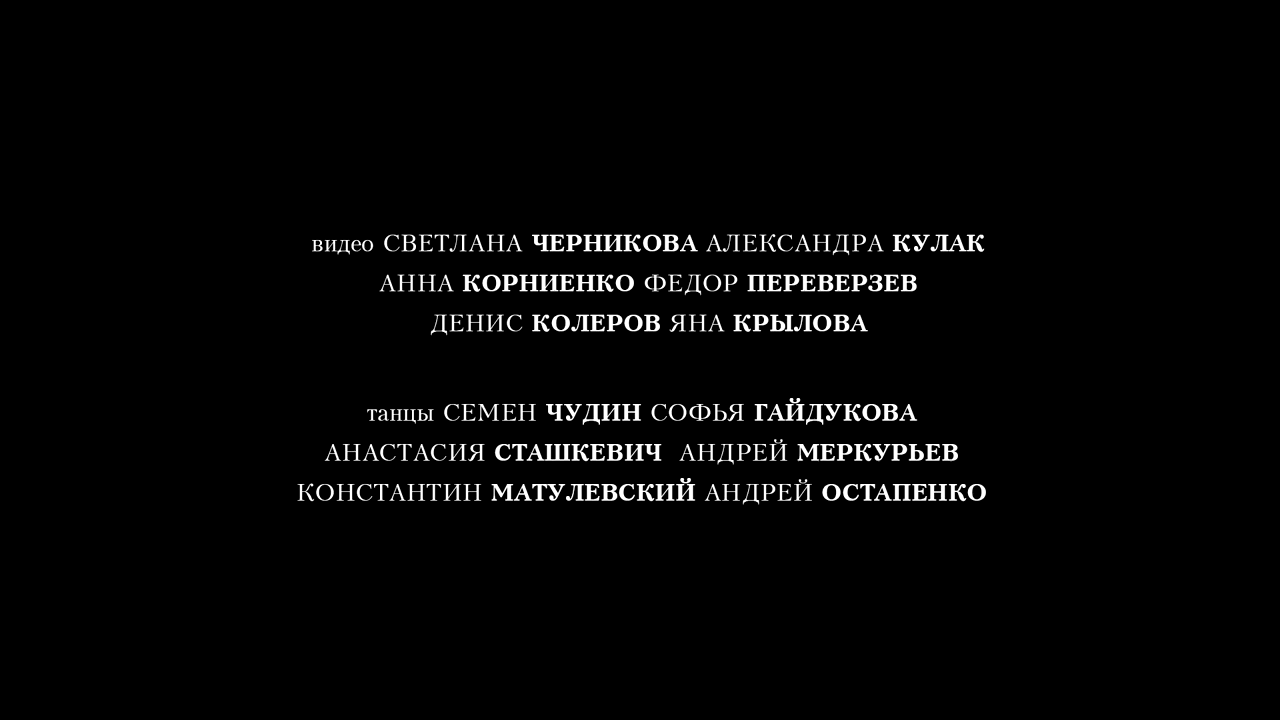 видео СВЕТЛАНА ЧЕРНИКОВА АЛЕКСАНДРА КУЛАК
АННА КОРНИЕНКО ФЕДОР ПЕРЕВЕРЗЕВ
ДЕНИС КОЛЕРОВ ЯНА КРЫЛОВА
танцы СЕМЕН ЧУДИН СОФЬЯ ГАЙДУКОВА
АНАСТАСИЯ СТАШКЕВИЧ АНДРЕЙ МЕРКУРЬЕВ
КОНСТАНТИН МАТУЛЕВСКИЙ АНДРЕЙ ОСТАПЕНКО